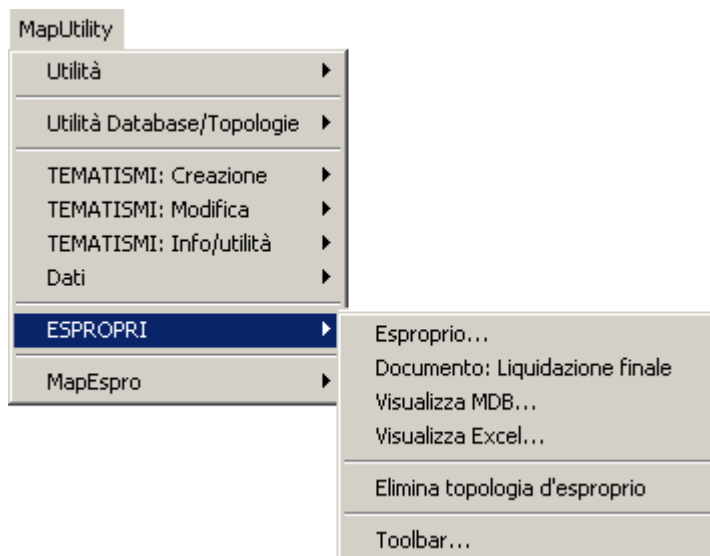 MapUtility
Utilità
Utilità Database/Topologie
TEMATISMI: Creazione
TEMATISMI: Modifica
TEMATISMI: Info/utilità
Dati
ESPROPRI
MapEspro
Esproprio...
Documento: Liquidazione finale
Visualizza MDB...
Visualizza Excel...
Elimina topologia d'esproprio
Toolbar...